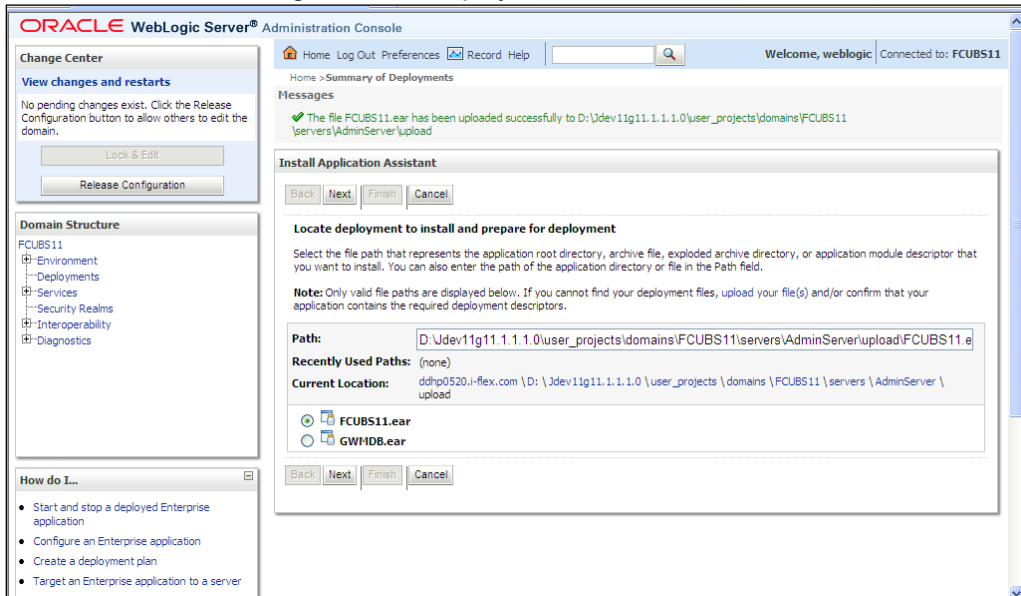 ORACLE WebLogic Server® Administration Console
Change Center
View changes and restarts
No pending changes exist. Click the Release
Configuration button to allow others to edit the
domain.
Lock & Edit
Release Configuration
Domain Structure
FCUBS11
Environment
Deployments
Services
Security Realms
Interoperability
Diagnostics
How do I...
Start and stop a deployed Enterprise
application
Configure an Enterprise application
Create a deployment plan
Target an Enterprise application to a server
Home Log Out Preferences Record Help
Welcome, weblogic Connected to: FCUBS11
Home >Summary of Deployments
Messages
The file FCUBS11.ear has been uploaded successfully to D:\Jdev11g11.1.1.1.0\user_projects\domains\FCUBS11
\servers\AdminServer\upload
Install Application Assistant
Back Next Finish Cancel
Locate deployment to install and prepare for deployment
Select the file path that represents the application root directory, archive file, exploded archive directory, or application module descriptor that
you want to install. You can also enter the path of the application directory or file in the Path field.
Note: Only valid file paths are displayed below. If you cannot find your deployment files, upload your file(s) and/or confirm that your
application contains the required deployment descriptors.
Path: D:\Jdev11g11.1.1.1.0\user_projects\domains\FCUBS11\servers\AdminServer\upload\FCUBS11.e
Recently Used Paths: (none)
Current Location: ddhp0520.i-flex.com \ D: \ Jdev11g11.1.1.1.0 \ user_projects \ domains \ FCUBS11 \ servers \ AdminServer \
upload
FCUBS11.ear
GWMDB.ear
Back Next Finish Cancel